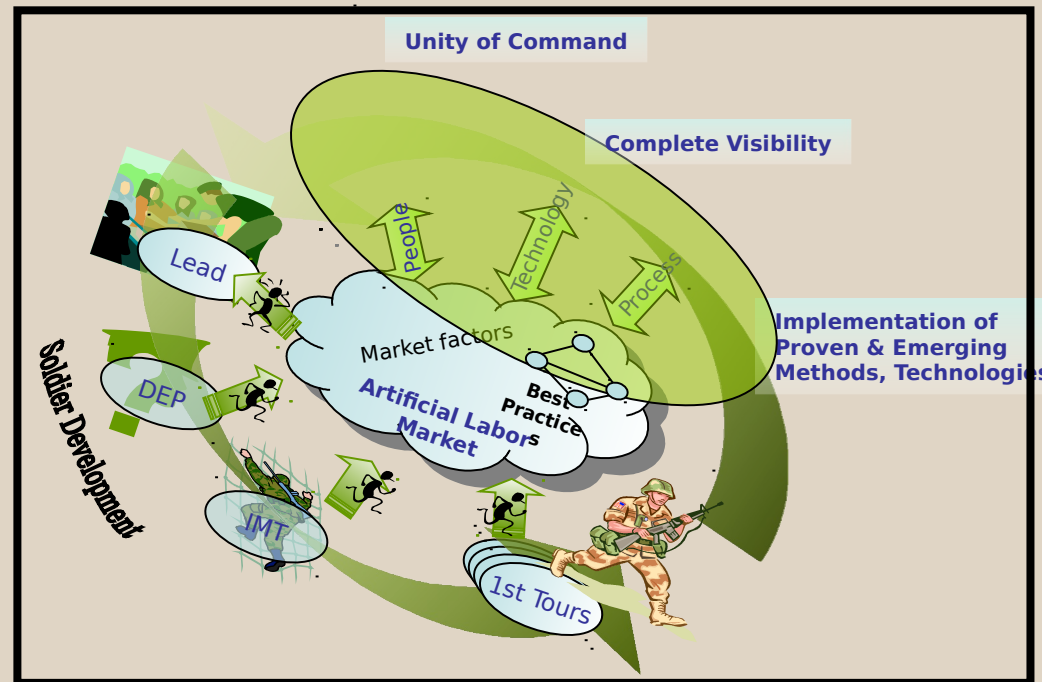 Unity of Command
Complete Visibility
People
Technology
Process
Implementation of
Proven & Emerging
Methods, Technologies
Lead
Market factors
Best
Practice
s
Artificial Labor
Market
DEP
Soldier Development
IMT
1st Tours